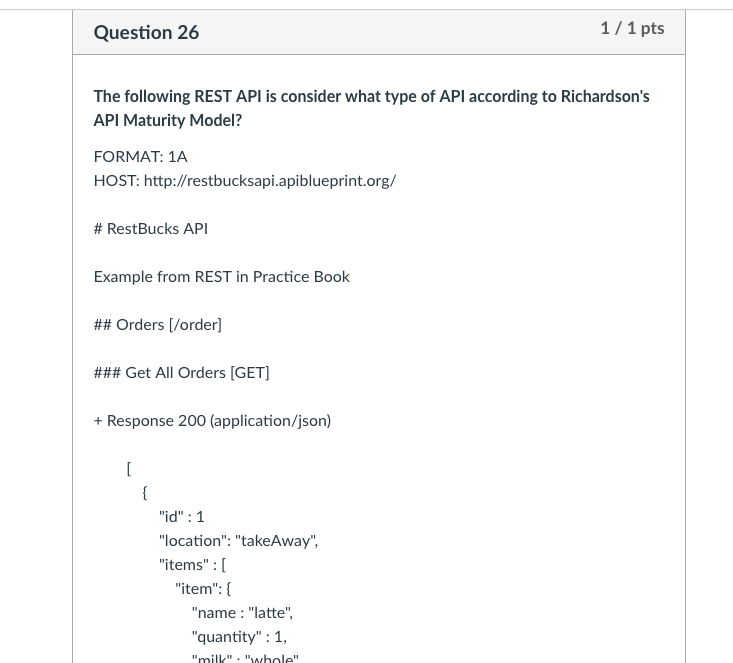 Question 26
1 / 1 pts
The following REST API is consider what type of API according to Richardson's
API Maturity Model?
FORMAT: 1A
HOST: http://restbucksapi.apiblueprint.org/
# RestBucks API
Example from REST in Practice Book
## Orders [/order]
### Get All Orders [GET]
+ Response 200 (application/json)
[
{
"id" : 1
"location": "takeAway",
"items" : [
"item": {
"name : "latte",
"quantity" : 1,
"milk" : "whole"